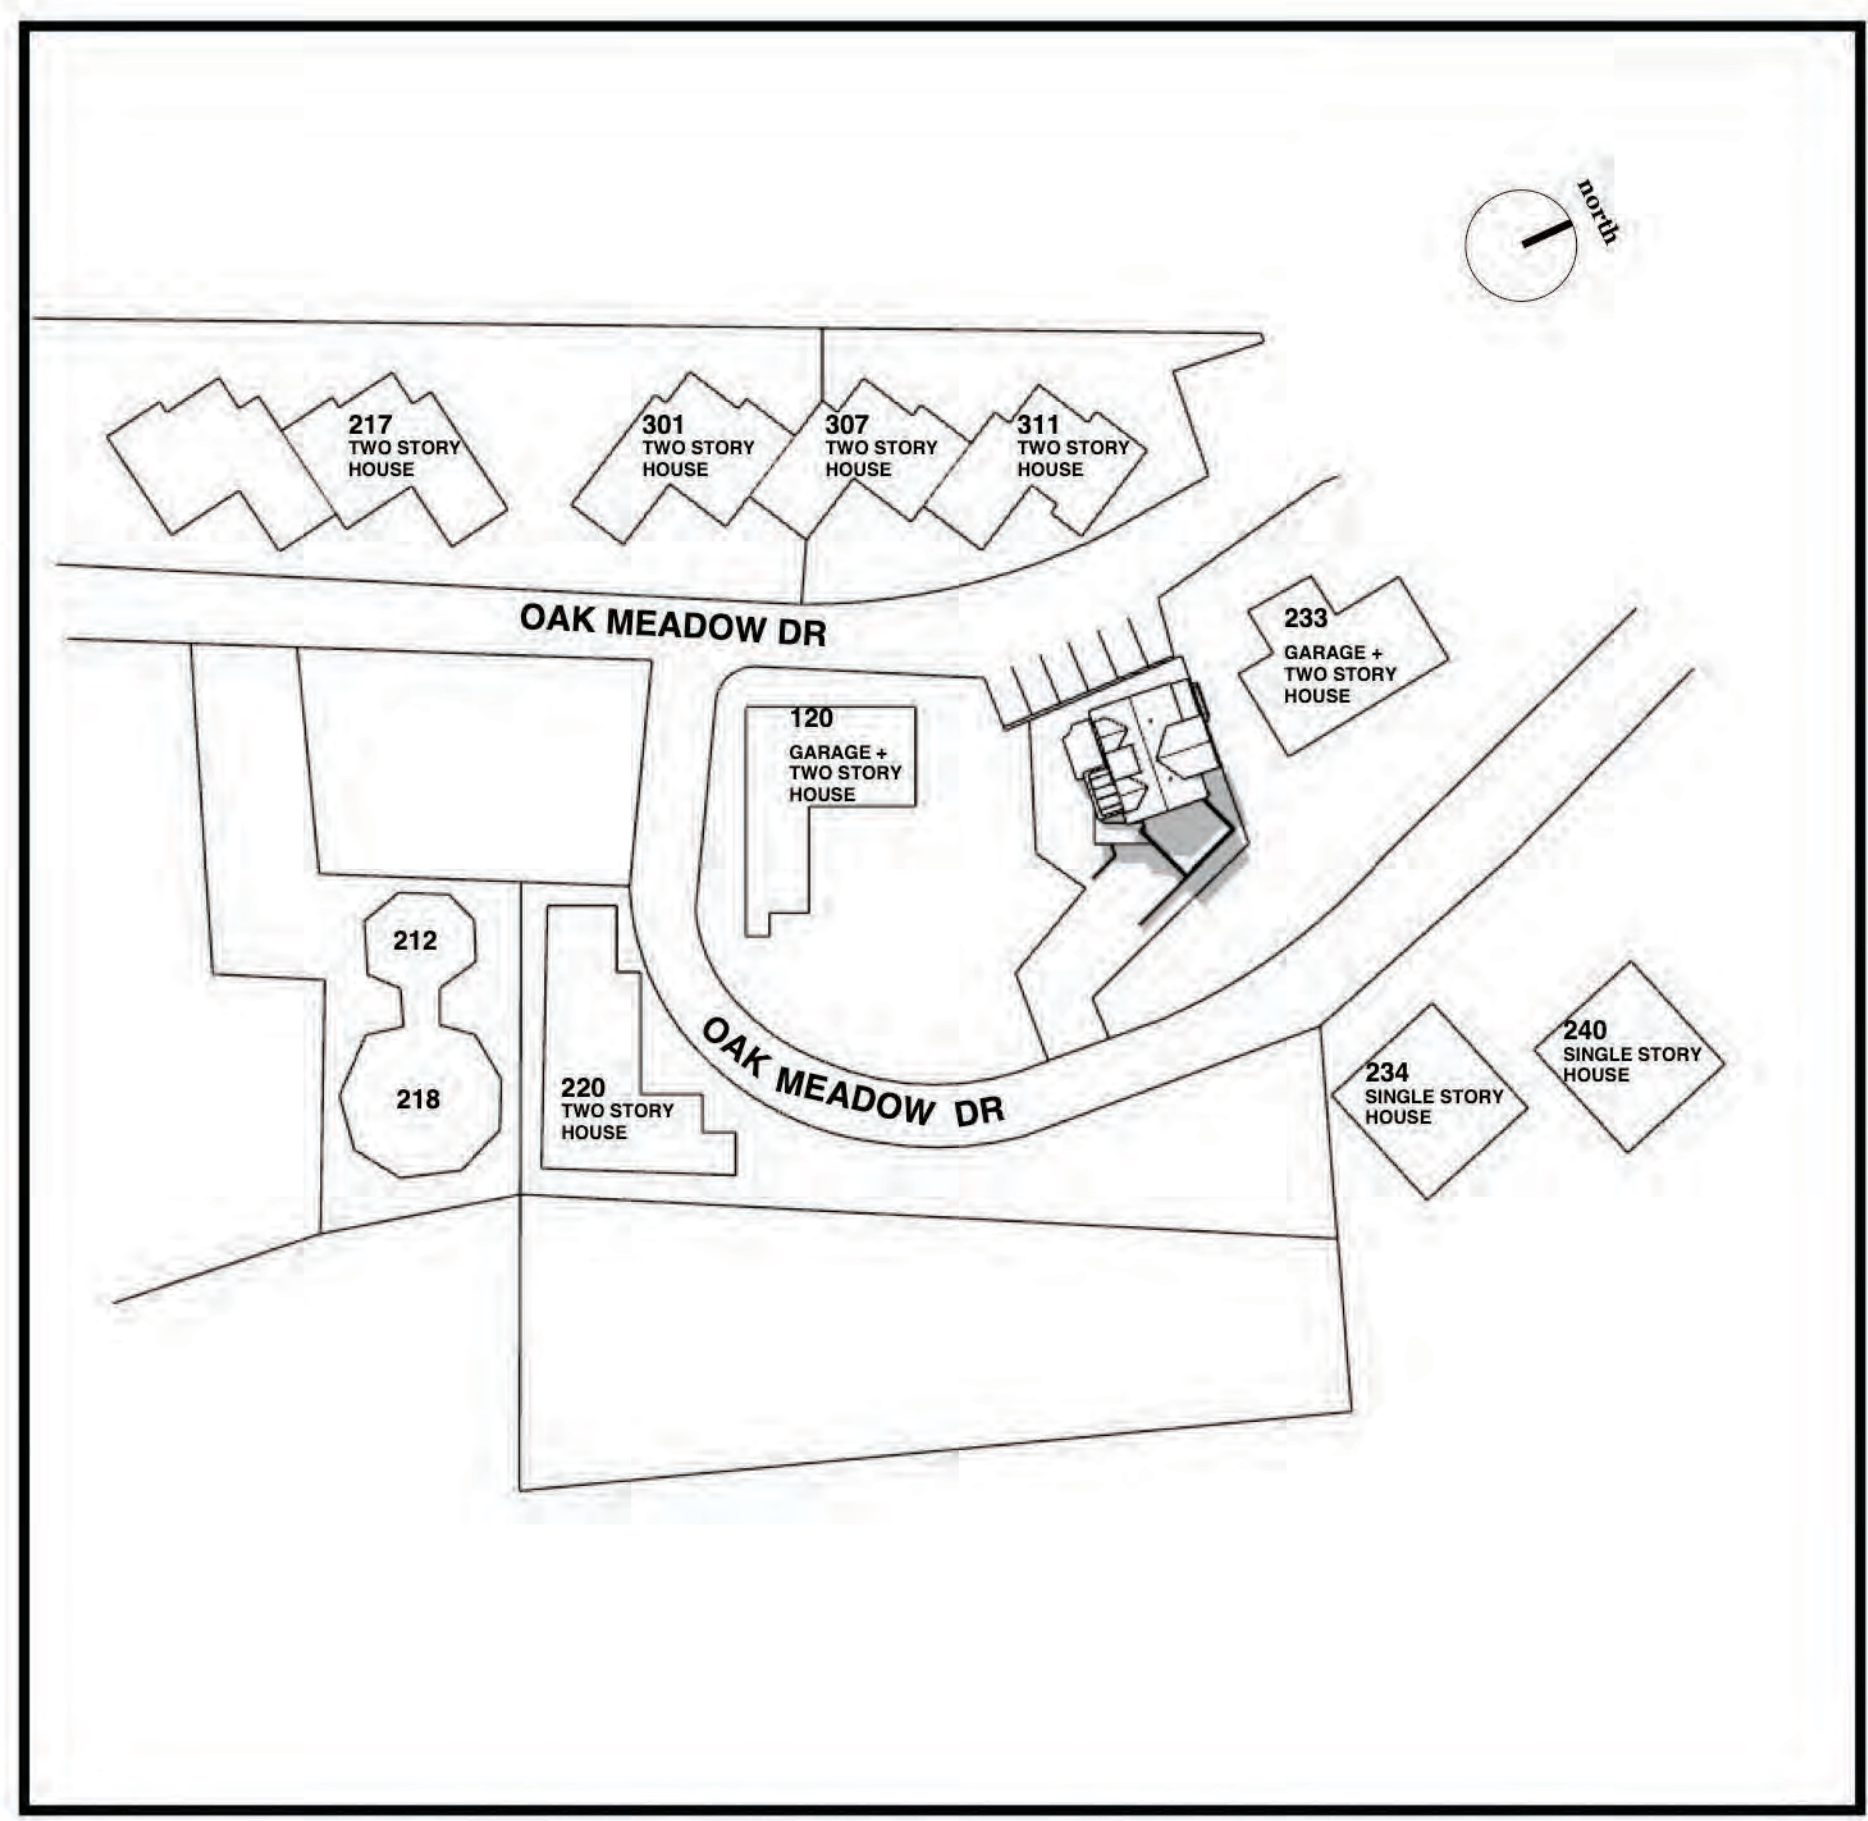 north
217
TWO STORY
HOUSE
301
TWO STORY
HOUSE
307
TWO STORY
HOUSE
311
TWO STORY
HOUSE
OAK MEADOW DR
233
GARAGE +
TWO STORY
HOUSE
120
GARAGE +
TWO STORY
HOUSE
212
218
220
TWO STORY
HOUSE
OAK MEADOW DR
234
SINGLE STORY
HOUSE
240
SINGLE STORY
HOUSE